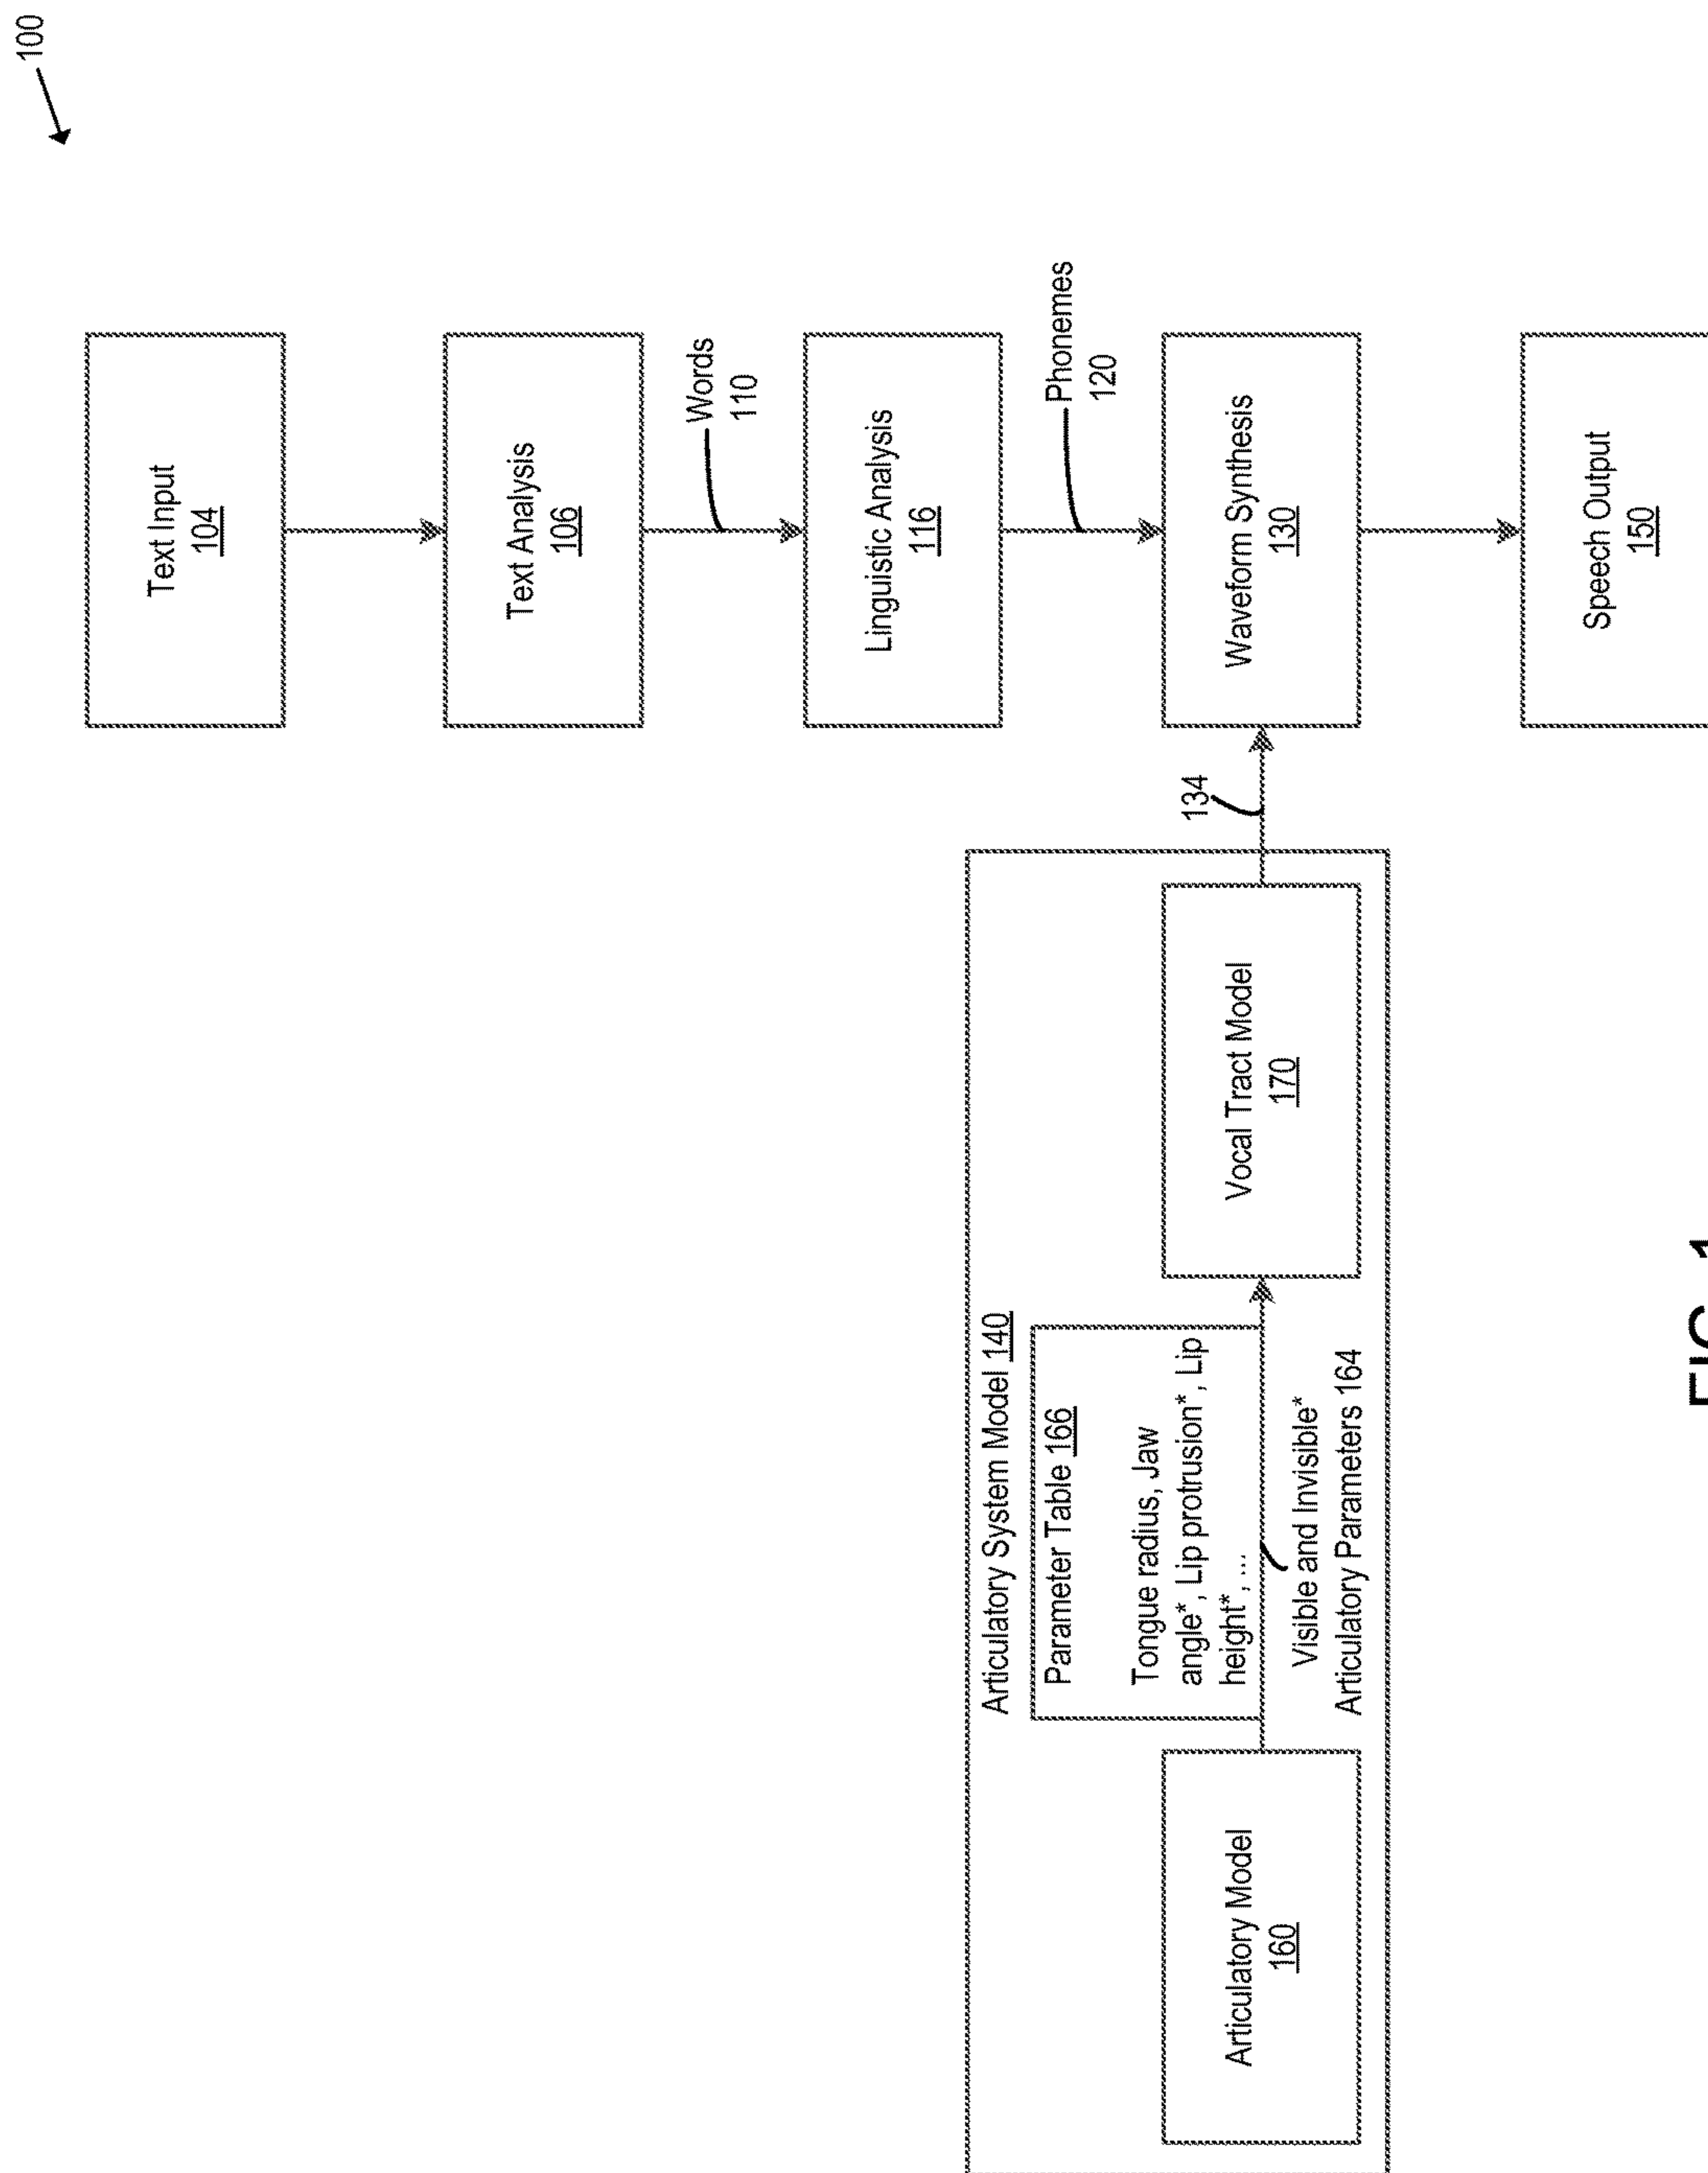 100
Text Input
104
Text Analysis
106
Words
110
Linguistic Analysis
116
Phonemes
120
Articulatory System Model 140
Parameter Table 166
Tongue radius, Jaw
angle*, Lip protrusion*, Lip
height*, ...
Visible and Invisible*
Articulatory Parameters 164
Articulatory Model
160
Vocal Tract Model
170
134
Waveform Synthesis
130
Speech Output
150
FIG. 1